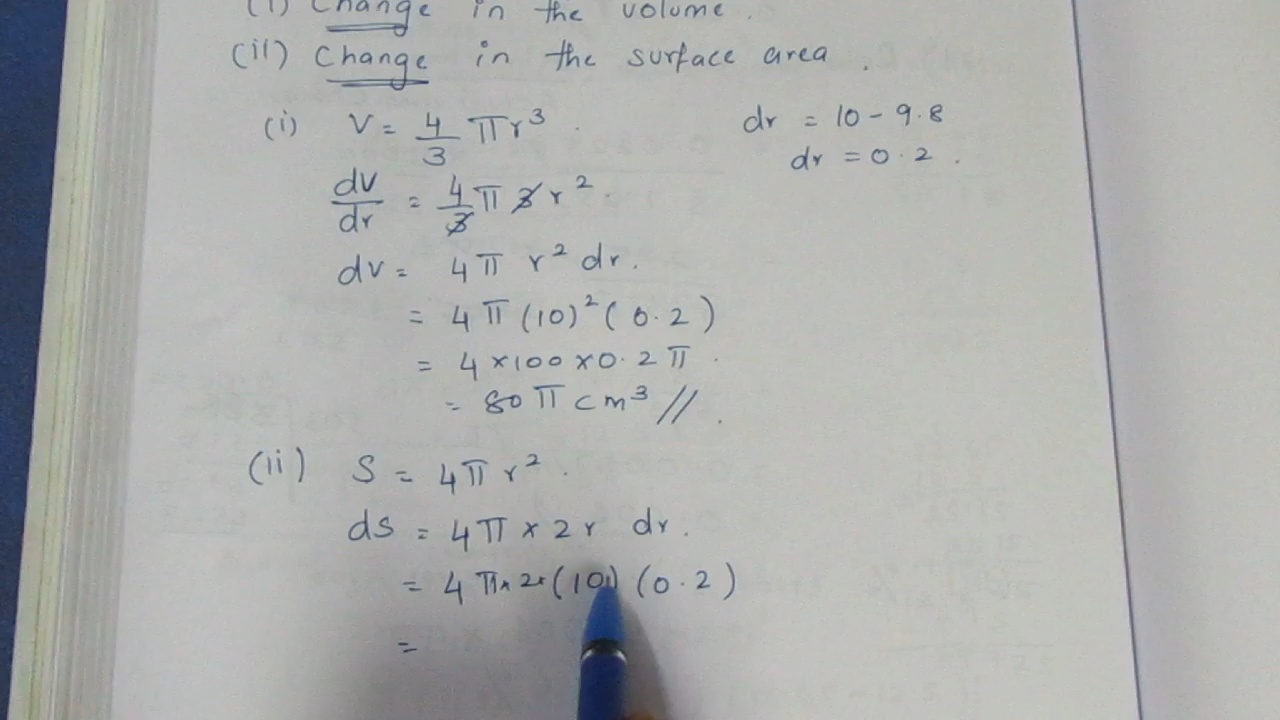 (i) Change in the volume.
(ii) Change in the surface area.
(i) V = 4/3 πr³.
dr = 10 - 9.8
dr = 0.2.
dV/dr = 4/3 π 3 r².
dv = 4π r² dr.
= 4π (10)² (0.2)
= 4 × 100 × 0.2 π.
= 80 π cm³ //.
(ii) S = 4π r².
ds = 4π × 2r dr.
= 4π × 2 × (10) (0.2)
=